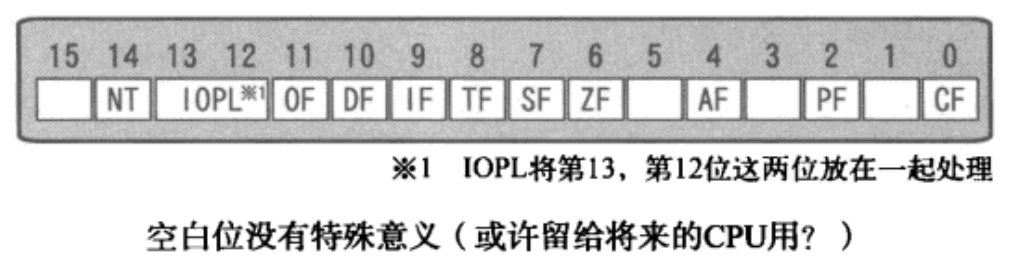 15 14 13 12 11 10 9 8 7 6 5 4 3 2 1 0
NT IOPL※1 OF DF IF TF SF ZF AF PF CF
※1 IOPL将第13，第12位这两位放在一起处理
空白位没有特殊意义（或许留给将来的CPU用？）